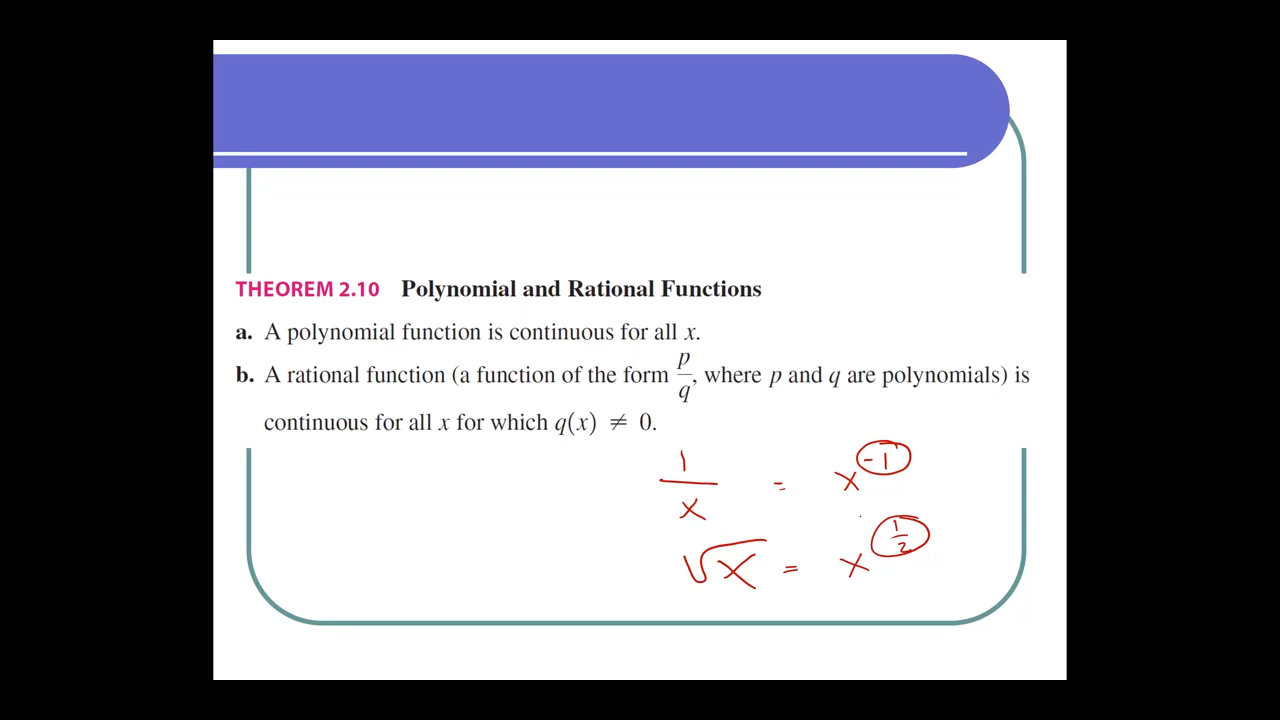 THEOREM 2.10 Polynomial and Rational Functions
a. A polynomial function is continuous for all x.
b. A rational function (a function of the form p/q, where p and q are polynomials) is
continuous for all x for which q(x) ≠ 0.
1/x = x^-1
√x = x^1/2